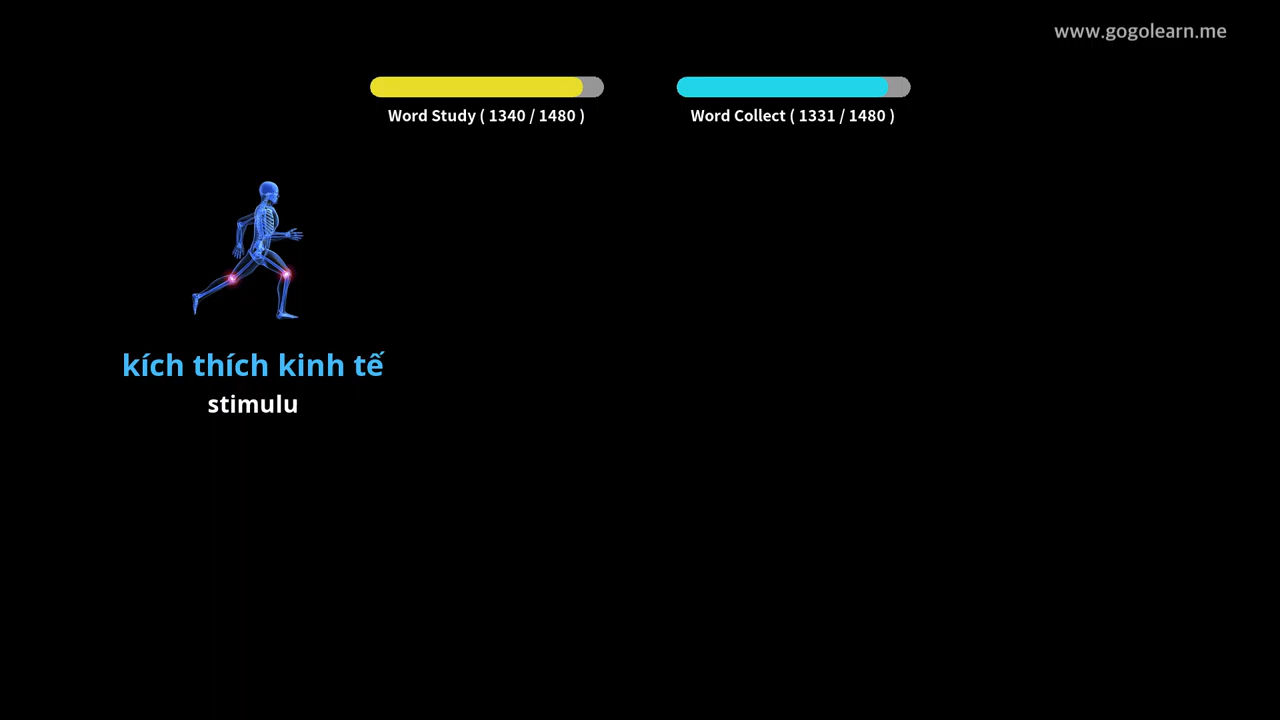 www.gogolearn.me
Word Study ( 1340 / 1480 )
Word Collect ( 1331 / 1480 )
kích thích kinh tế
stimulu